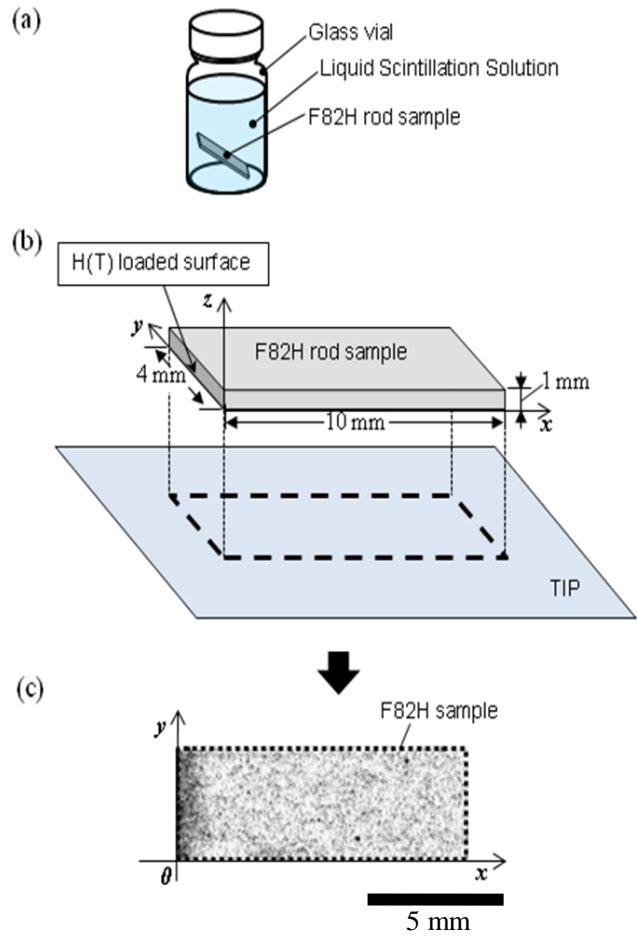 (a)
Glass vial
Liquid Scintillation Solution
F82H rod sample
(b)
H(T) loaded surface
z
y
F82H rod sample
4 mm
1 mm
10 mm
x
TIP
(c)
F82H sample
y
0
x
5 mm